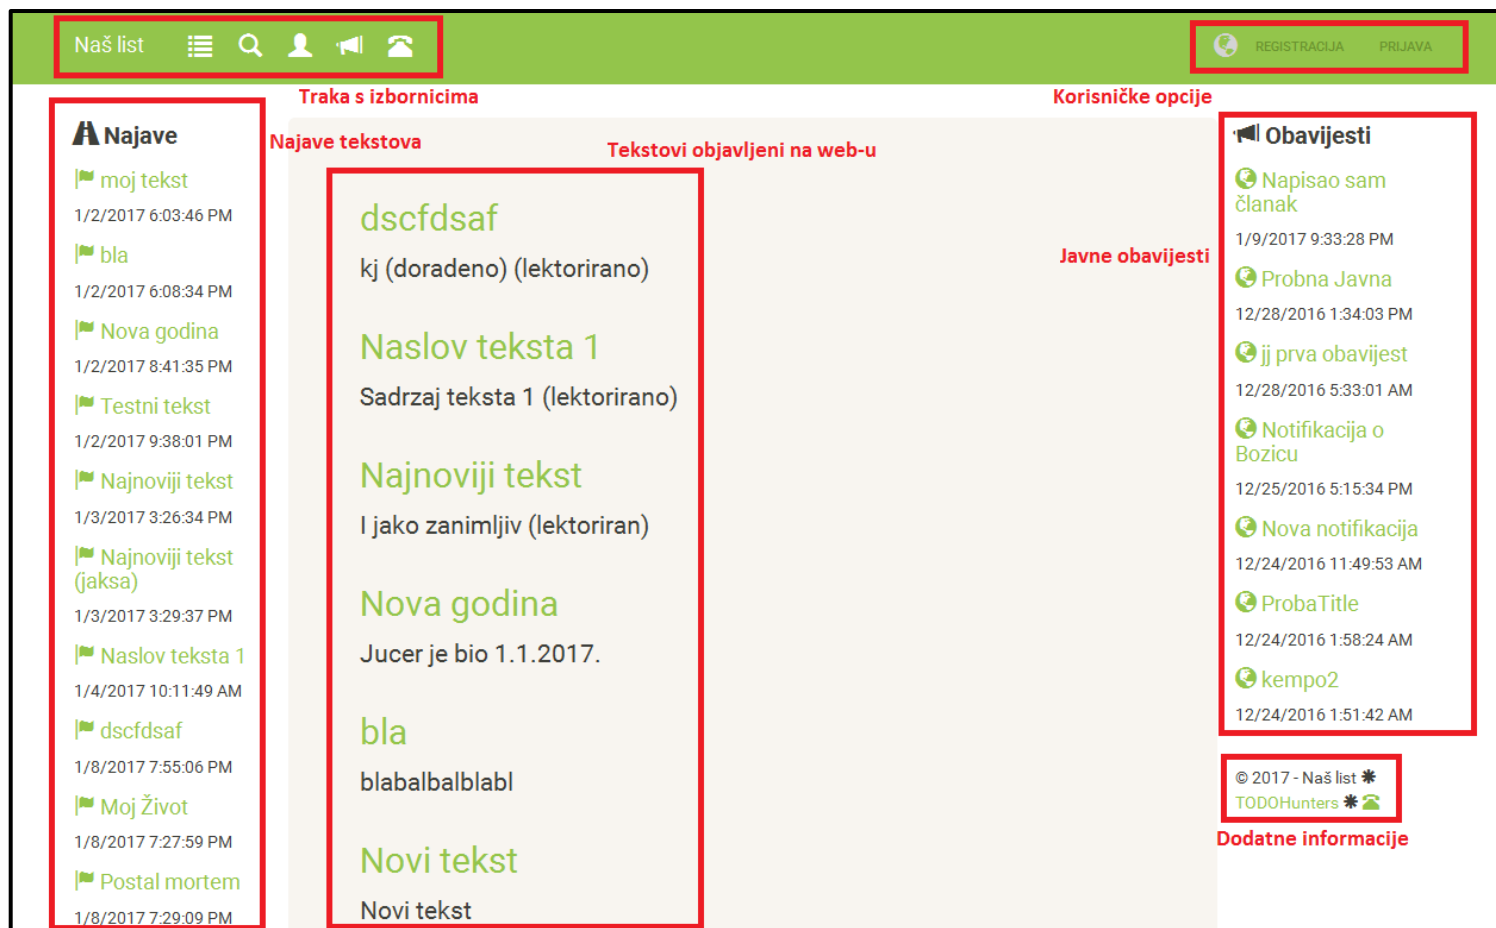 Naš list
REGISTRACIJA PRIJAVA
Traka s izbornicima
Korisničke opcije
Najave
Najave tekstova
moj tekst
1/2/2017 6:03:46 PM
bla
1/2/2017 6:08:34 PM
Nova godina
1/2/2017 8:41:35 PM
Testni tekst
1/2/2017 9:38:01 PM
Najnoviji tekst
1/3/2017 3:26:34 PM
Najnoviji tekst
(jaksa)
1/3/2017 3:29:37 PM
Naslov teksta 1
1/4/2017 10:11:49 AM
dscfdsaf
1/8/2017 7:55:06 PM
Moj Život
1/8/2017 7:27:59 PM
Postal mortem
1/8/2017 7:29:09 PM
Tekstovi objavljeni na web-u
dscfdsaf
kj (doradeno) (lektorirano)
Naslov teksta 1
Sadrzaj teksta 1 (lektorirano)
Najnoviji tekst
I jako zanimljiv (lektoriran)
Nova godina
Jucer je bio 1.1.2017.
bla
blabalbalblabl
Novi tekst
Novi tekst
Javne obavijesti
Obavijesti
Napisao sam
članak
1/9/2017 9:33:28 PM
Probna Javna
12/28/2016 1:34:03 PM
jj prva obavijest
12/28/2016 5:33:01 AM
Notifikacija o
Bozicu
12/25/2016 5:15:34 PM
Nova notifikacija
12/24/2016 11:49:53 AM
ProbaTitle
12/24/2016 1:58:24 AM
kempo2
12/24/2016 1:51:42 AM
© 2017 - Naš list
TODOHunters
Dodatne informacije